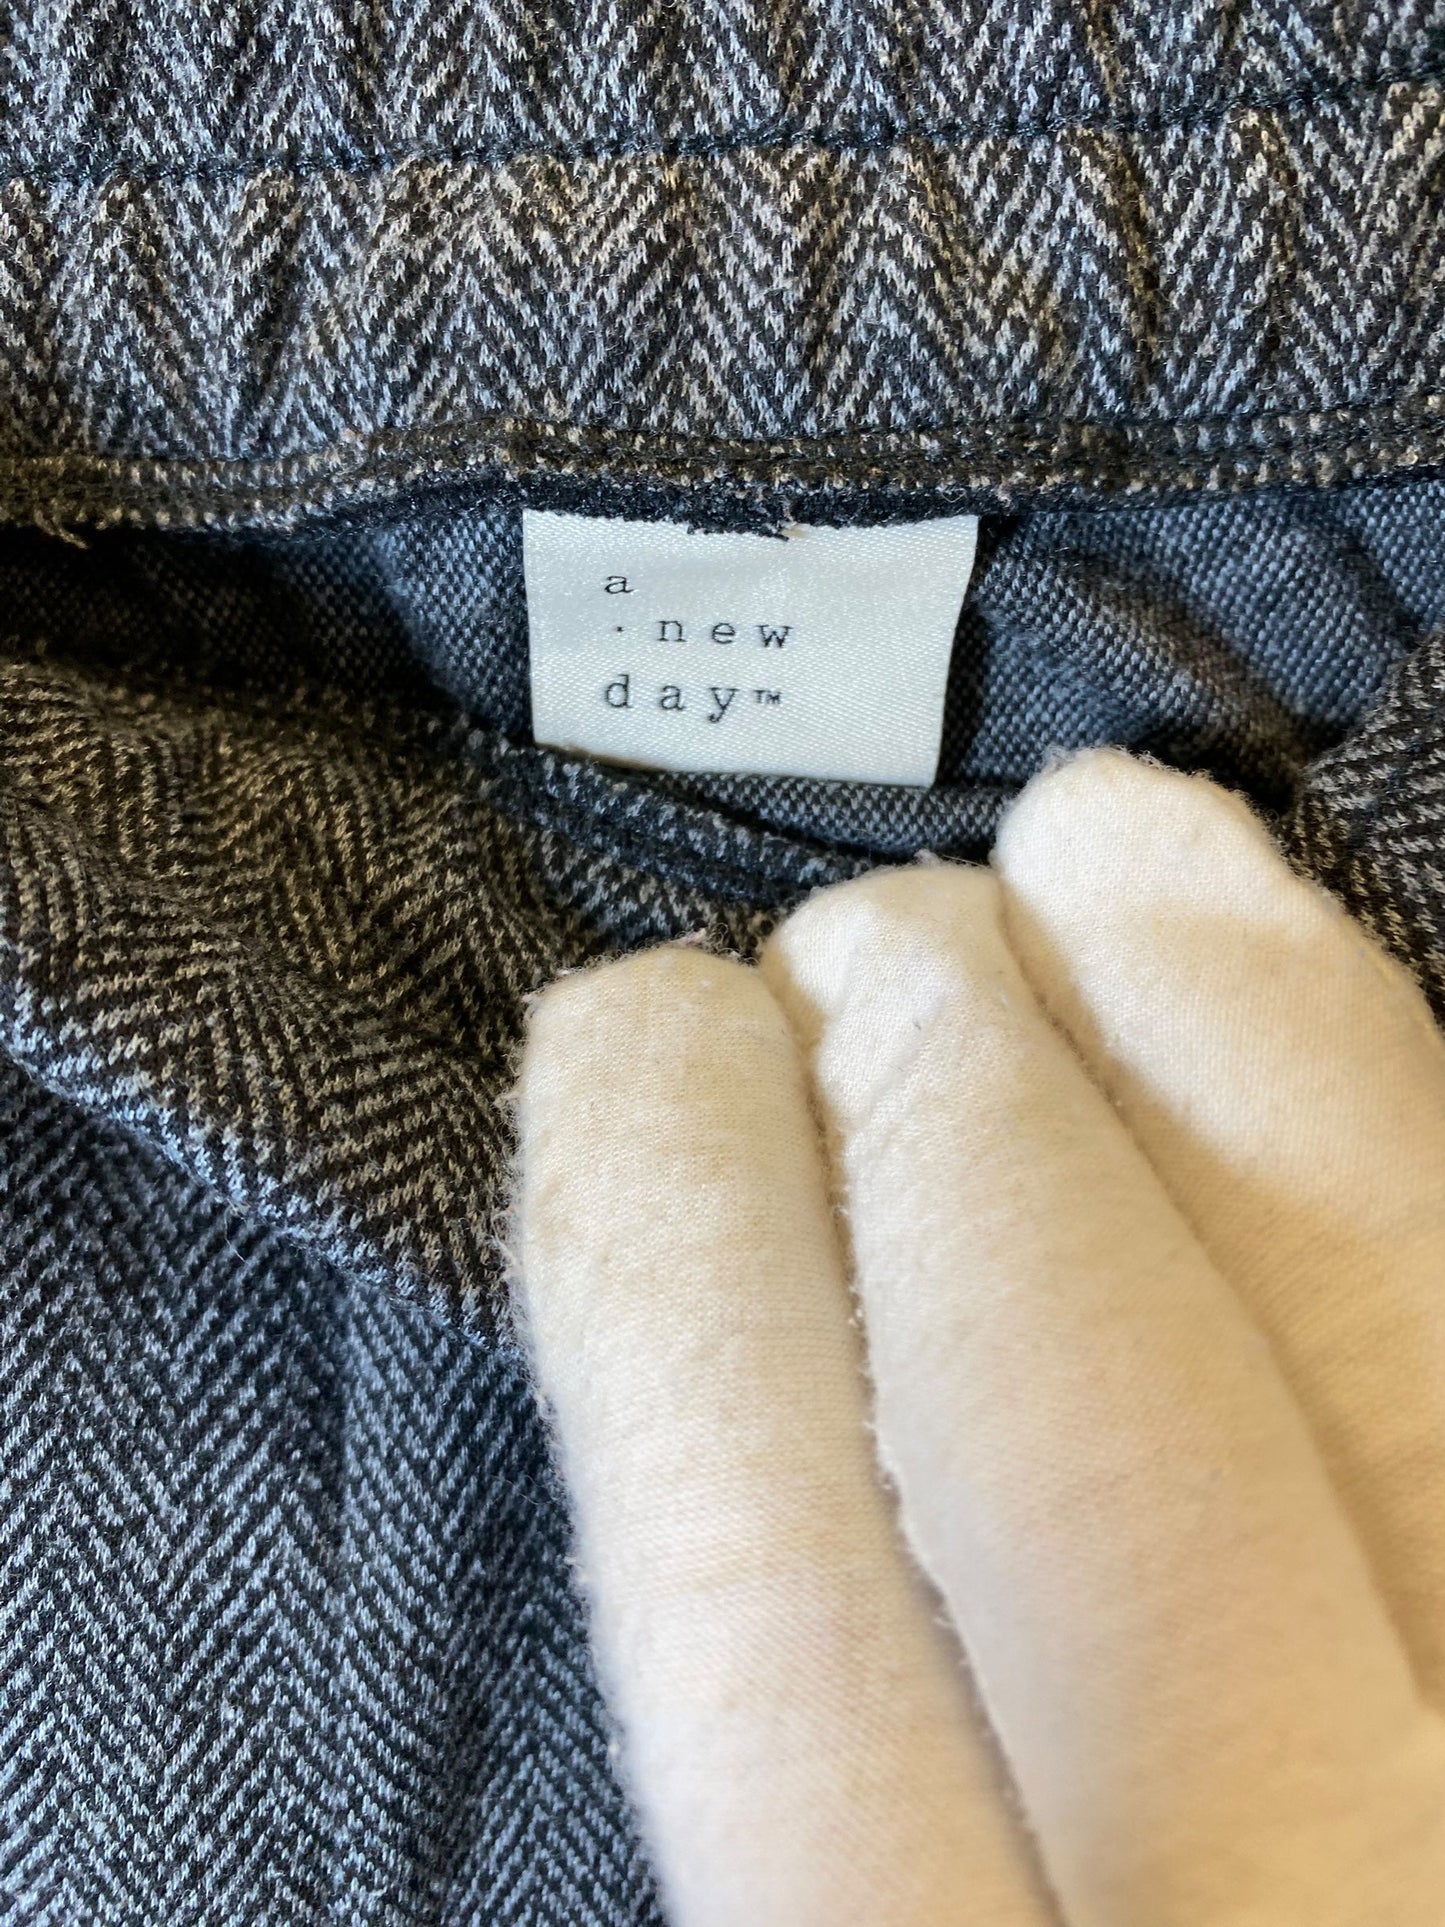 a
· new
day™